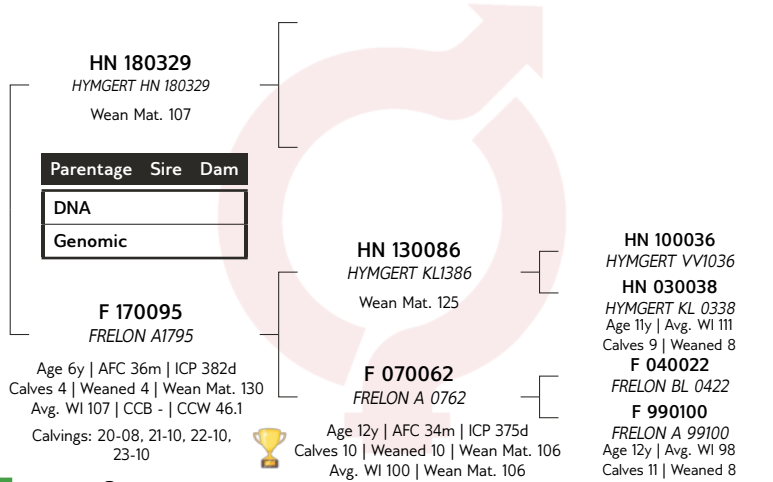 HN 180329
HYMGERT HN 180329
Wean Mat. 107
Parentage Sire Dam
DNA
Genomic
F 170095
FRELON A1795
Age 6y | AFC 36m | ICP 382d
Calves 4 | Weaned 4 | Wean Mat. 130
Avg. WI 107 | CCB - | CCW 46.1
Calvings: 20-08, 21-10, 22-10,
23-10
HN 130086
HYMGERT KL1386
Wean Mat. 125
F 070062
FRELON A 0762
Age 12y | AFC 34m | ICP 375d
Calves 10 | Weaned 10 | Wean Mat. 106
Avg. WI 100 | Wean Mat. 106
HN 100036
HYMGERT VV1036
HN 030038
HYMGERT KL 0338
Age 11y | Avg. WI 111
Calves 9 | Weaned 8
F 040022
FRELON BL 0422
F 990100
FRELON A 99100
Age 12y | Avg. WI 98
Calves 11 | Weaned 8